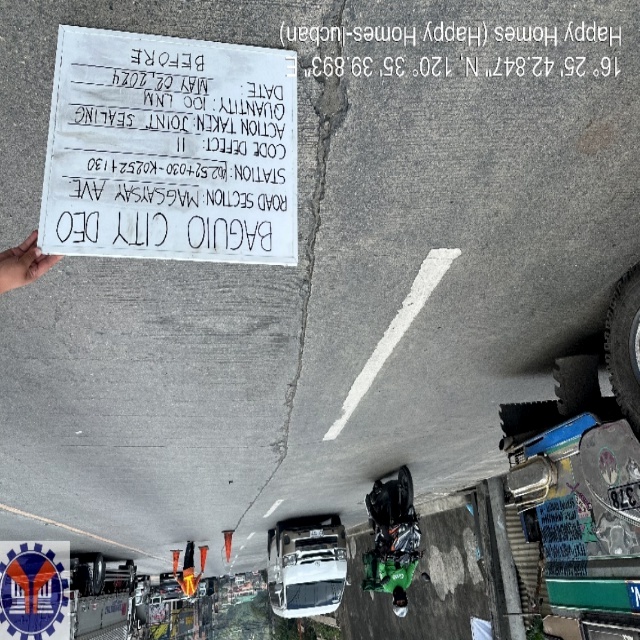 16° 25' 42.847" N, 120° 35' 39.893" E
Happy Homes (Happy Homes-lucban)
BAGUIO CITY DEO
ROAD SECTION: MAGSAYSAY AVE
STATION: K0252+030-K0252+130
CODE DEFECT: 11
ACTION TAKEN: JOINT SEALING
QUANTITY: 100 LNM
DATE: MAY 02, 2024
BEFORE